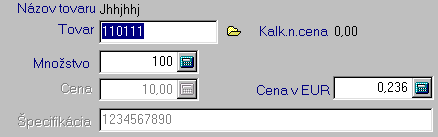 Názov tovaru Jhhjhhj
Tovar 110111 Kalk.n.cena 0,00
Množstvo 100
Cena 10,00 Cena v EUR 0,236
Špecifikácia 1234567890